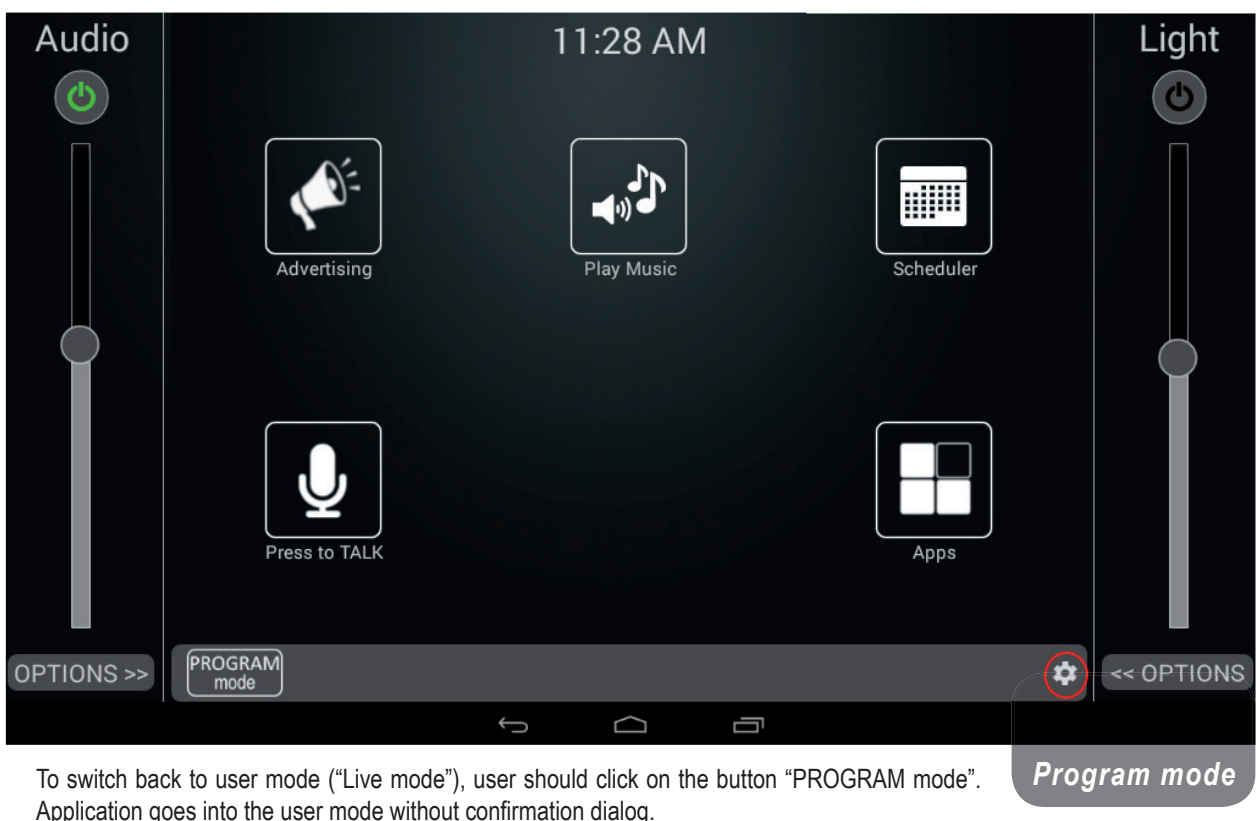 Audio
11:28 AM
Light
Advertising
Play Music
Scheduler
Press to TALK
Apps
OPTIONS >>
PROGRAM
mode
<< OPTIONS
Program mode
To switch back to user mode (“Live mode”), user should click on the button “PROGRAM mode”.
Application goes into the user mode without confirmation dialog.